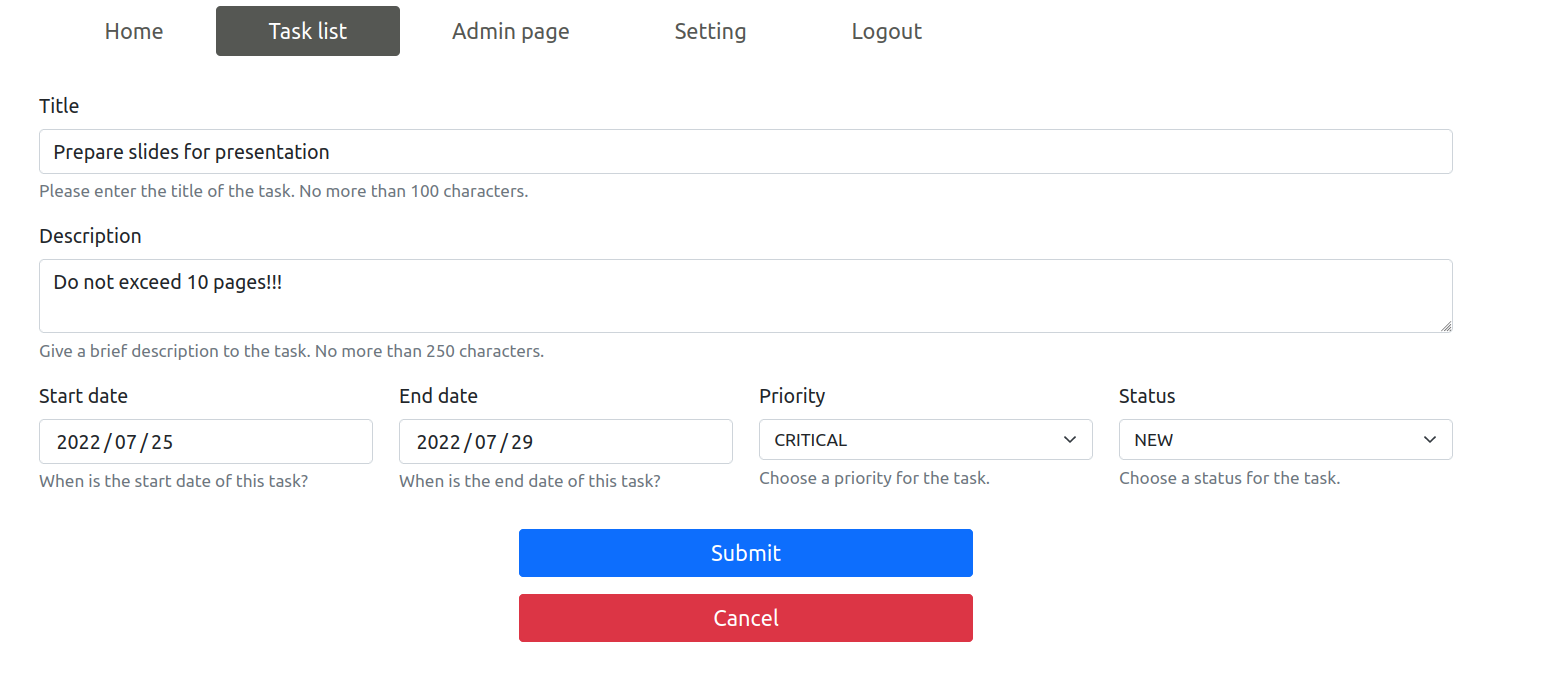 Home Task list Admin page Setting Logout
Title
Prepare slides for presentation
Please enter the title of the task. No more than 100 characters.
Description
Do not exceed 10 pages!!!
Give a brief description to the task. No more than 250 characters.
Start date End date Priority Status
2022/07/25 2022/07/29 CRITICAL NEW
When is the start date of this task? When is the end date of this task? Choose a priority for the task. Choose a status for the task.
Submit
Cancel